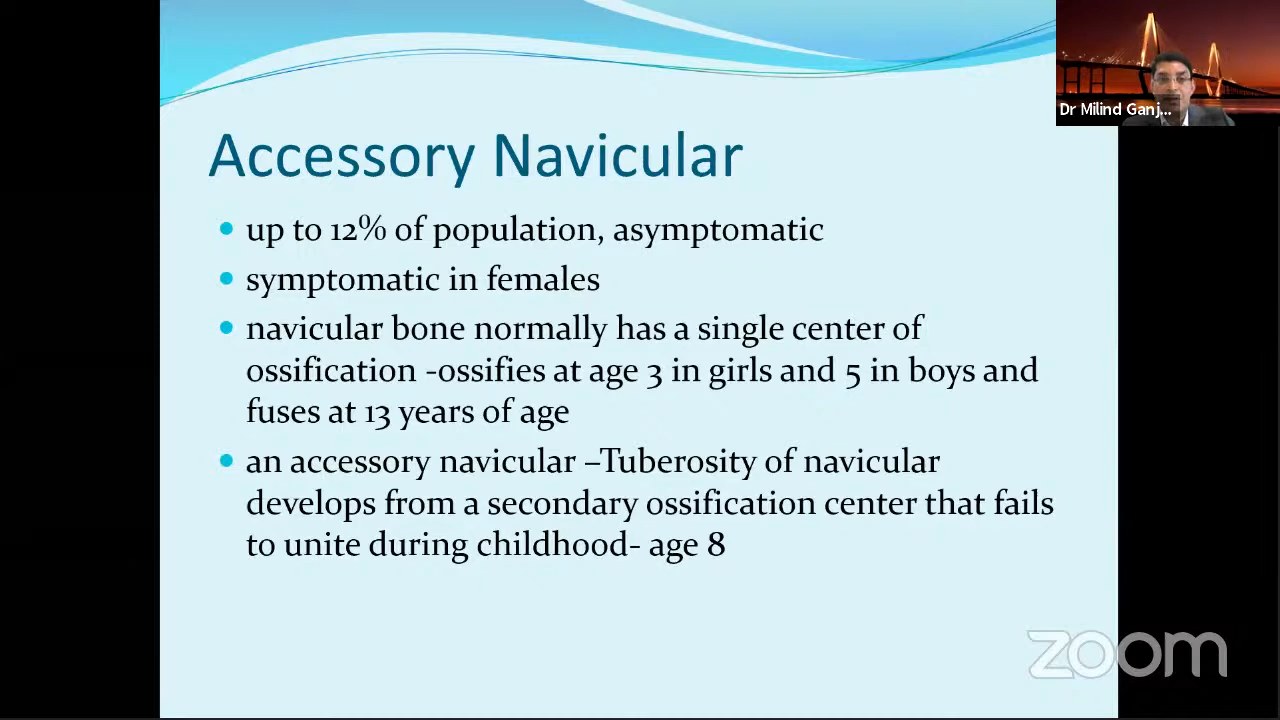 Dr Milind Ganj...
Accessory Navicular
up to 12% of population, asymptomatic
symptomatic in females
navicular bone normally has a single center of
ossification -ossifies at age 3 in girls and 5 in boys and
fuses at 13 years of age
an accessory navicular –Tuberosity of navicular
develops from a secondary ossification center that fails
to unite during childhood- age 8
zoom